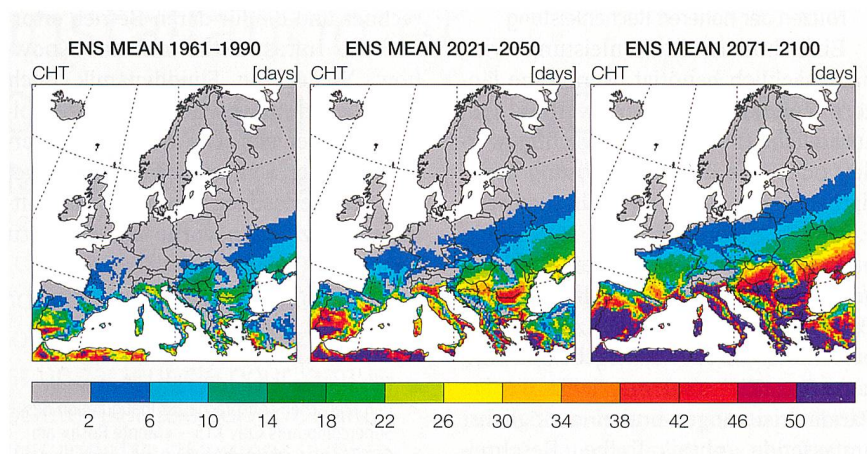 ENS MEAN 1961–1990
ENS MEAN 2021–2050
ENS MEAN 2071–2100
CHT [days]
CHT [days]
CHT [days]
2 6 10 14 18 22 26 30 34 38 42 46 50